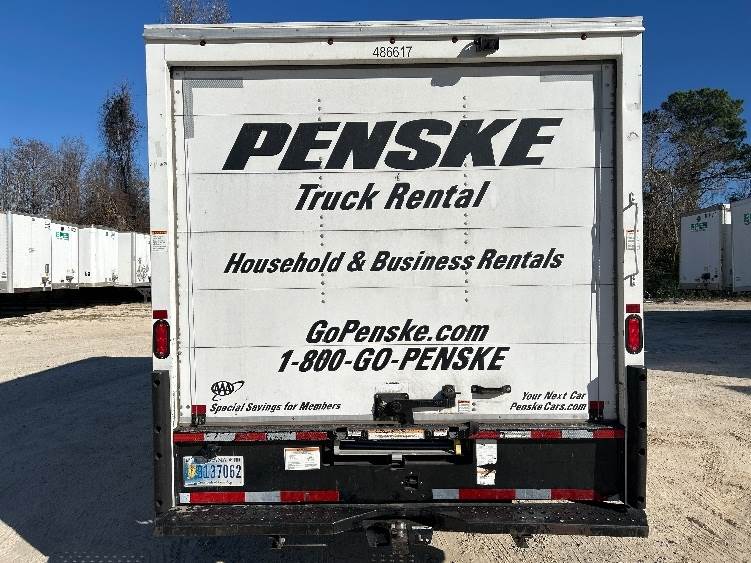 486617
PENSKE
Truck Rental
Household & Business Rentals
GoPenske.com
1-800-GO-PENSKE
AAA
Special Savings for Members
Your Next Car
PenskeCars.com
3137062